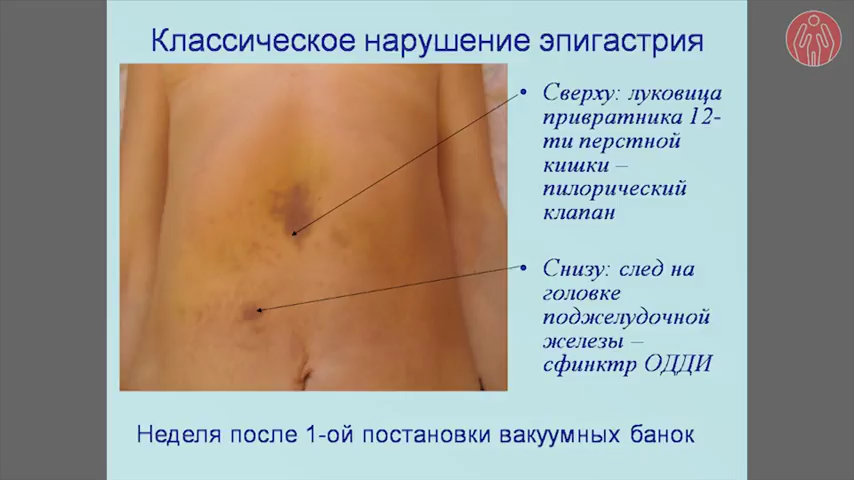 Классическое нарушение эпигастрия
Сверху: луковица
привратника 12-
ти перстной
кишки –
пилорический
клапан
Снизу: след на
головке
поджелудочной
железы –
сфинктр ОДДИ
Неделя после 1-ой постановки вакуумных банок